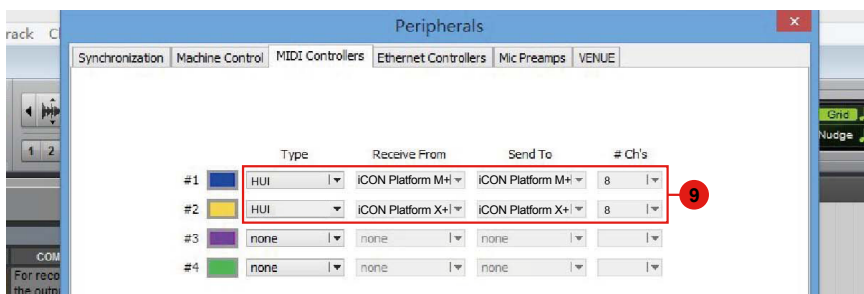 Peripherals
rack
Synchronization Machine Control MIDI Controllers Ethernet Controllers Mic Preamps VENUE
Grid
1 2
Nudge
Type Receive From Send To # Ch's
#1 HUI iCON Platform M+ iCON Platform M+ 8
9
#2 HUI iCON Platform X+ iCON Platform X+ 8
#3 none none none
#4 none none none
COM
For reco
the outpu